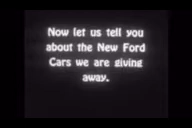 Now let us tell you
about the New Ford
Cars we are giving
away.